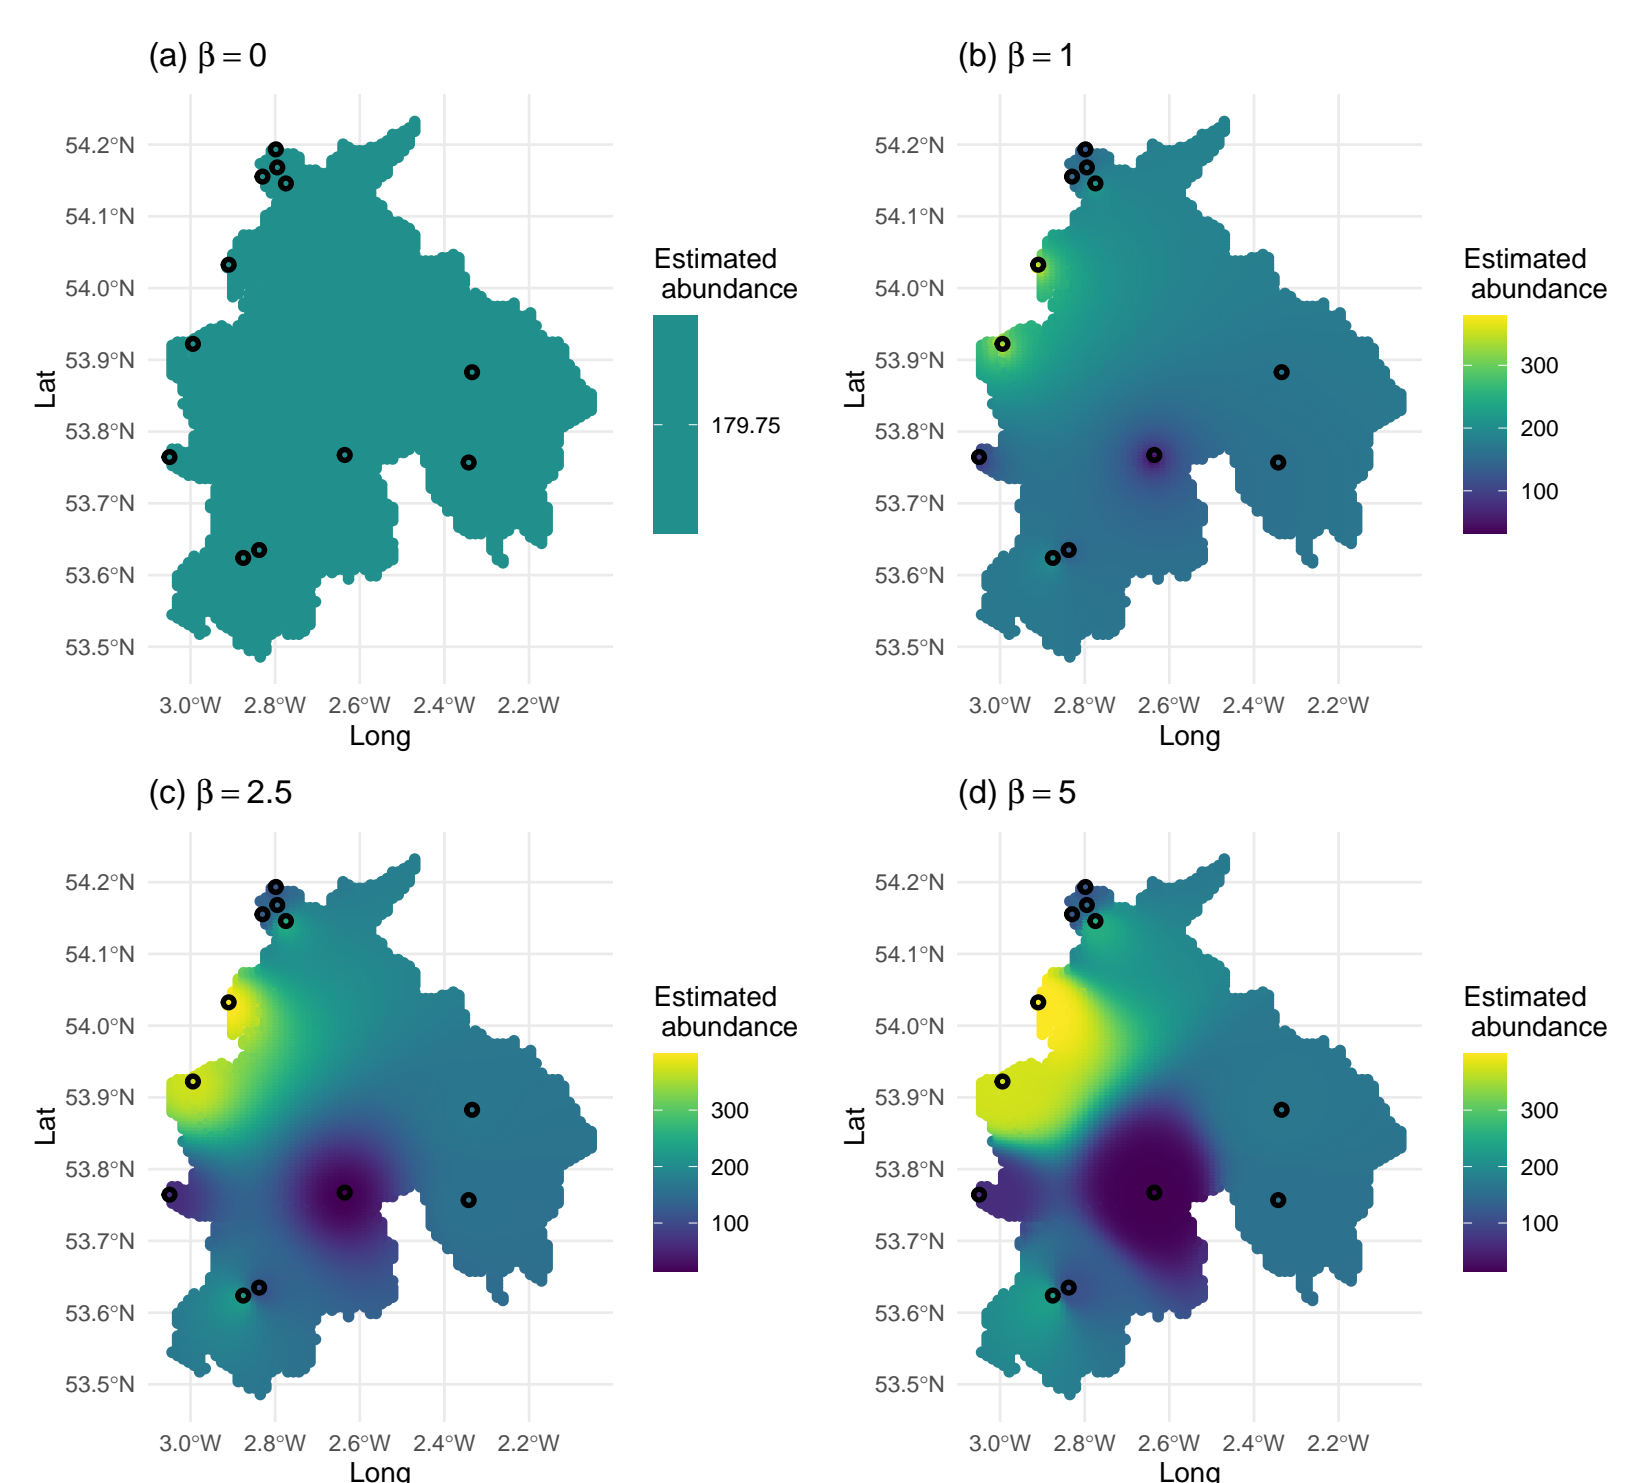 (a) β = 0
54.2°N
54.1°N
54.0°N
53.9°N
53.8°N
53.7°N
53.6°N
53.5°N
Lat
3.0°W 2.8°W 2.6°W 2.4°W 2.2°W
Long
Estimated
abundance
179.75
(b) β = 1
54.2°N
54.1°N
54.0°N
53.9°N
53.8°N
53.7°N
53.6°N
53.5°N
Lat
3.0°W 2.8°W 2.6°W 2.4°W 2.2°W
Long
Estimated
abundance
300
200
100
(c) β = 2.5
54.2°N
54.1°N
54.0°N
53.9°N
53.8°N
53.7°N
53.6°N
53.5°N
Lat
3.0°W 2.8°W 2.6°W 2.4°W 2.2°W
Long
Estimated
abundance
300
200
100
(d) β = 5
54.2°N
54.1°N
54.0°N
53.9°N
53.8°N
53.7°N
53.6°N
53.5°N
Lat
3.0°W 2.8°W 2.6°W 2.4°W 2.2°W
Long
Estimated
abundance
300
200
100